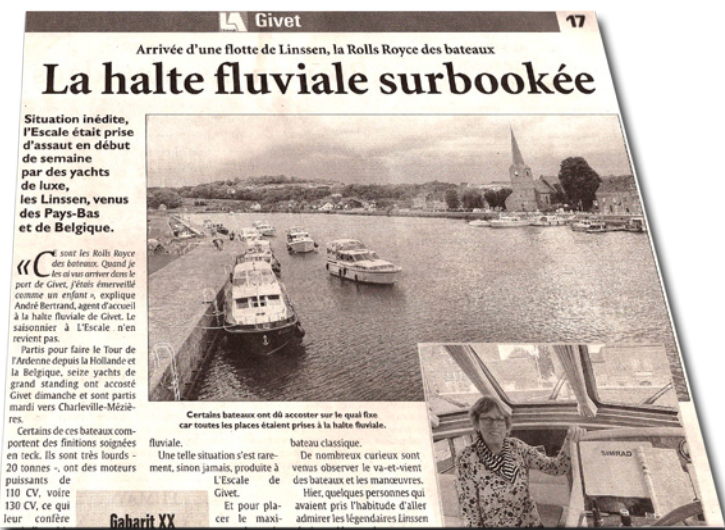 LA Givet
17
Arrivée d'une flotte de Linssen, la Rolls Royce des bateaux
La halte fluviale surbookée
Situation inédite,
l'Escale était prise
d'assaut en début
de semaine
par des yachts
de luxe,
les Linssen, venus
des Pays-Bas
et de Belgique.
« CE sont les Rolls Royce
des bateaux. Quand je
les ai vus arriver dans le
port de Givet, j'étais émerveillé
comme un enfant », explique
André Bertrand, agent d'accueil
à la halte fluviale de Givet. Le
saisonnier à L'Escale n'en
revient pas.
Partis pour faire le Tour de
l'Ardenne depuis la Hollande et
la Belgique, seize yachts de
grand standing ont accosté
Givet dimanche et sont partis
mardi vers Charleville-Méziè-
res.
Certains de ces bateaux com-
portent des finitions soignées
en teck. Ils sont très lourds -
20 tonnes -, ont des moteurs
puissants de
110 CV, voire
130 CV, ce qui
leur confère
Certains bateaux ont dû accoster sur le quai fixe
car toutes les places étaient prises à la halte fluviale.
fluviale.
Une telle situation s'est rare-
ment, sinon jamais, produite à
L'Escale de
Givet.
Et pour pla-
cer le maxi-
Gabarit XX
bateau classique.
De nombreux curieux sont
venus observer le va-et-vient
des bateaux et les manœuvres.
Hier, quelques personnes qui
avaient pris l'habitude d'aller
admirer les légendaires Linssen
SIMRAD